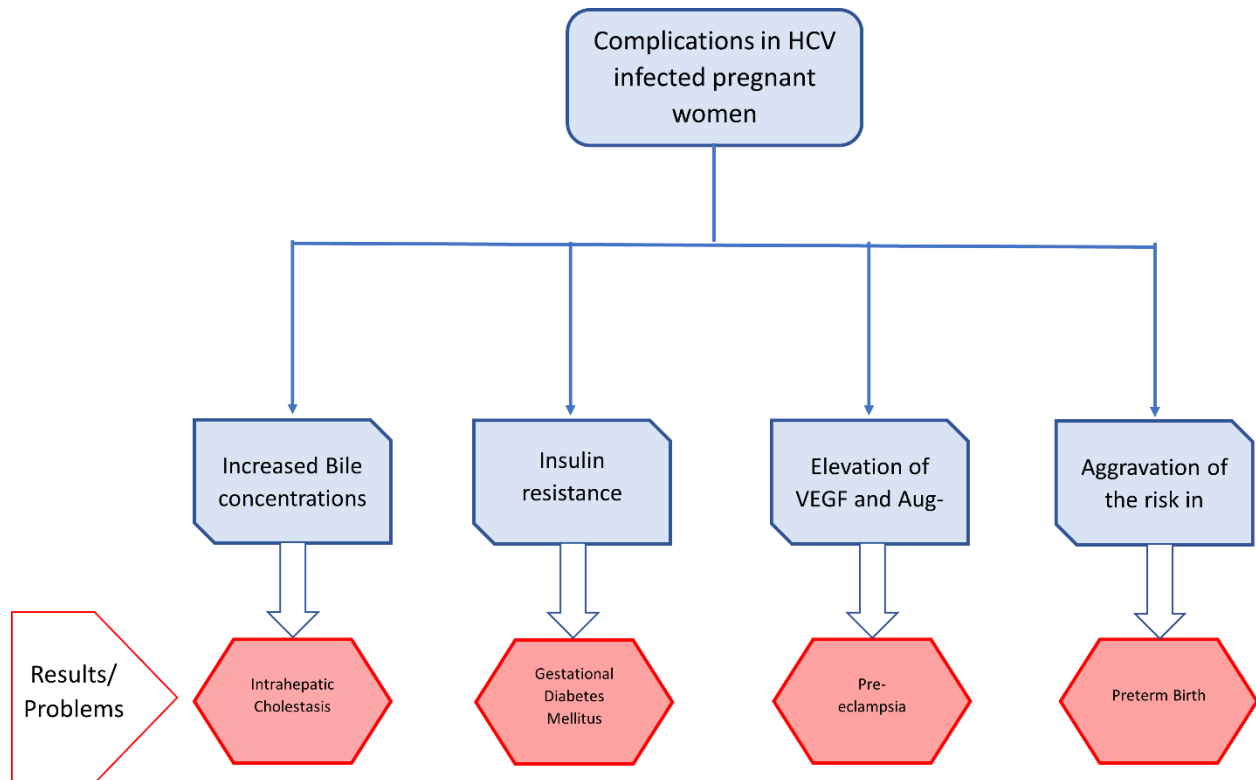 Complications in HCV
infected pregnant
women
Increased Bile
concentrations
Insulin
resistance
Elevation of
VEGF and Aug-
Aggravation of
the risk in
Results/
Problems
Intrahepatic
Cholestasis
Gestational
Diabetes
Mellitus
Pre-
eclampsia
Preterm Birth